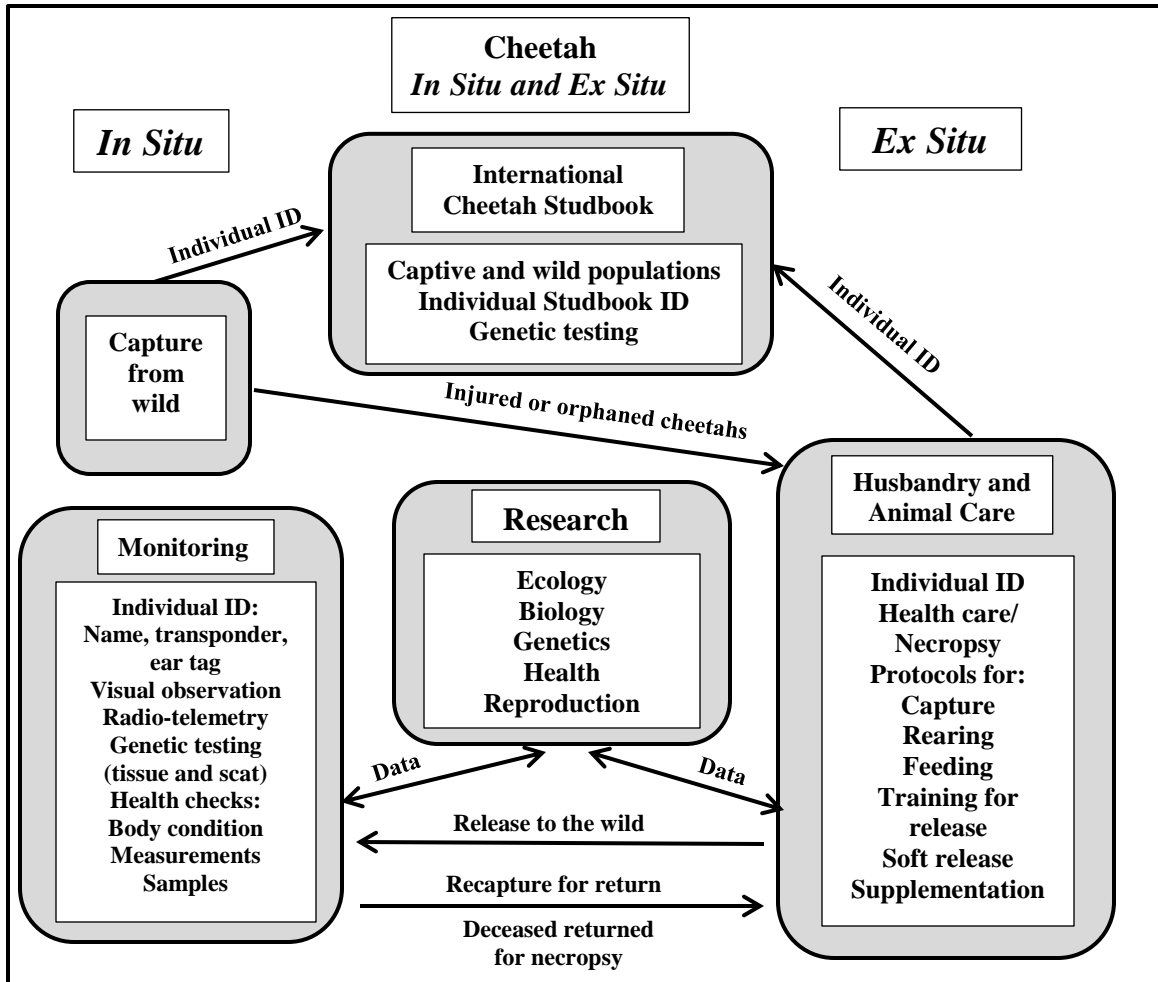 Cheetah
In Situ and Ex Situ
In Situ
Ex Situ
International
Cheetah Studbook
Captive and wild populations
Individual Studbook ID
Genetic testing
Individual ID
Individual ID
Capture
from
wild
Injured or orphaned cheetahs
Monitoring
Individual ID:
Name, transponder,
ear tag
Visual observation
Radio-telemetry
Genetic testing
(tissue and scat)
Health checks:
Body condition
Measurements
Samples
Research
Ecology
Biology
Genetics
Health
Reproduction
Husbandry and
Animal Care
Individual ID
Health care/
Necropsy
Protocols for:
Capture
Rearing
Feeding
Training for
release
Soft release
Supplementation
Data
Data
Release to the wild
Recapture for return
Deceased returned
for necropsy